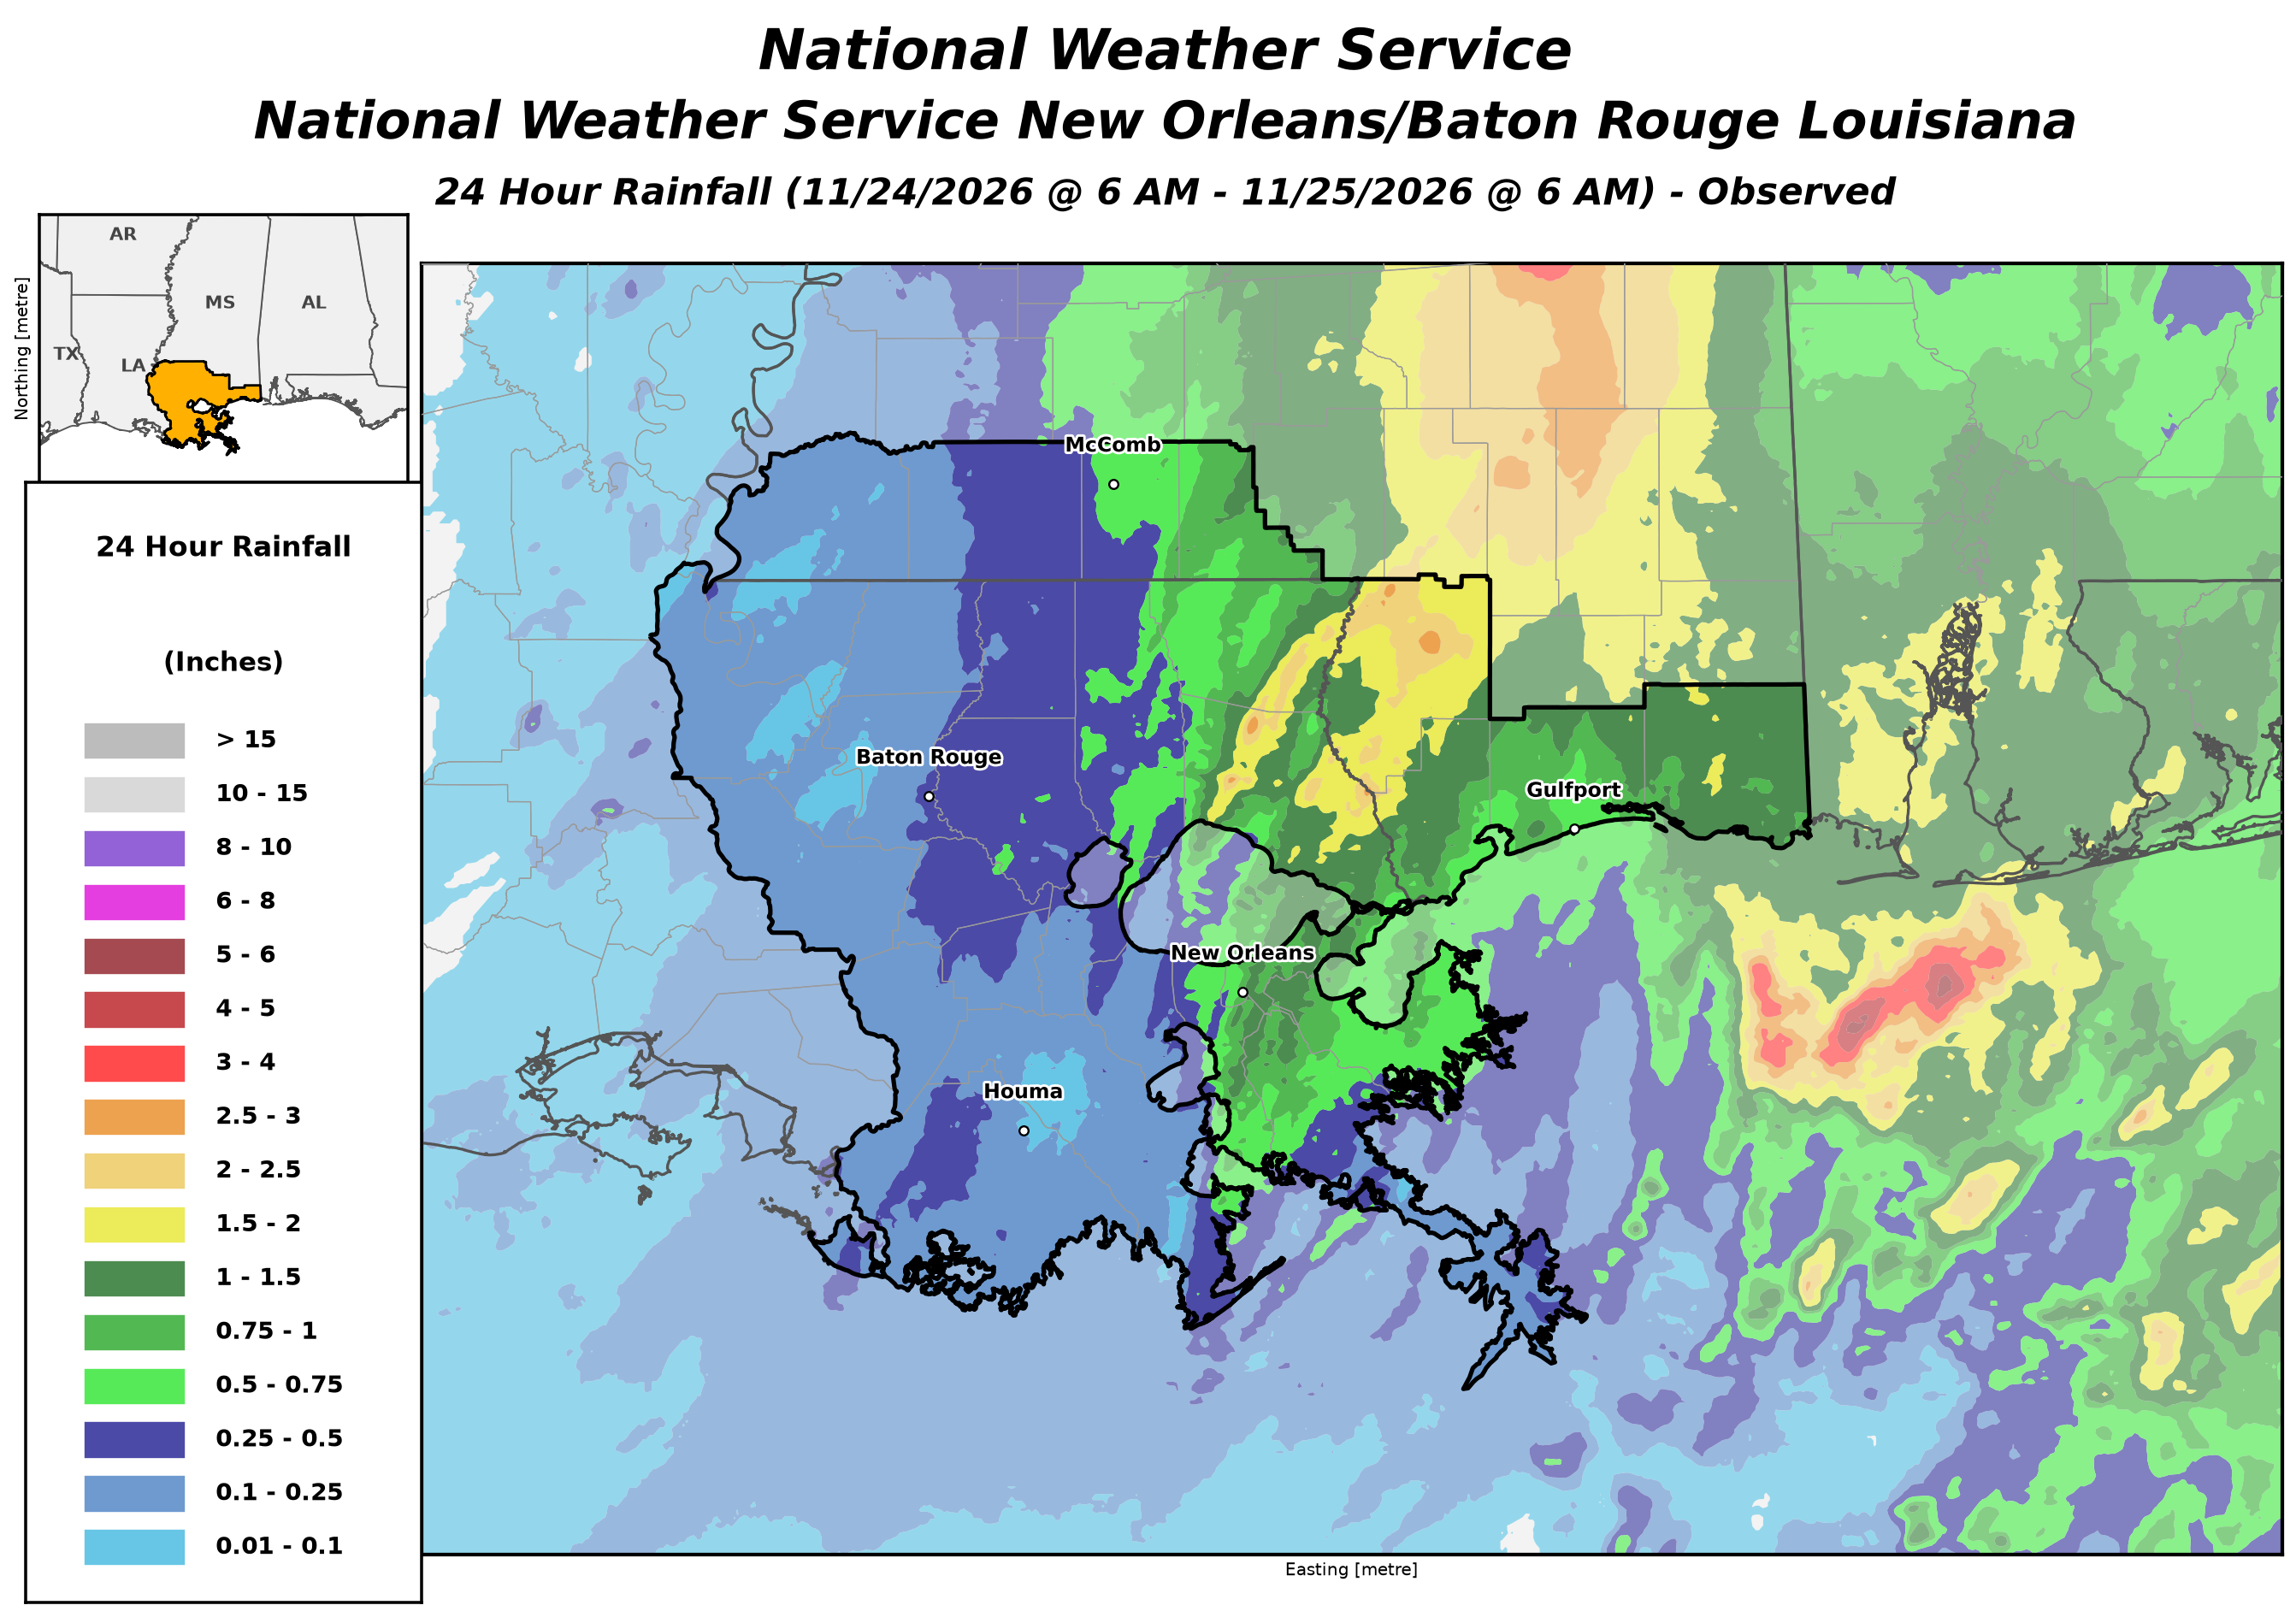 National Weather Service
National Weather Service New Orleans/Baton Rouge Louisiana
24 Hour Rainfall (11/24/2026 @ 6 AM - 11/25/2026 @ 6 AM) - Observed
AR
MS
AL
TX
LA
Northing [metre]
24 Hour Rainfall
(Inches)
> 15
10 - 15
8 - 10
6 - 8
5 - 6
4 - 5
3 - 4
2.5 - 3
2 - 2.5
1.5 - 2
1 - 1.5
0.75 - 1
0.5 - 0.75
0.25 - 0.5
0.1 - 0.25
0.01 - 0.1
McComb
Baton Rouge
Gulfport
New Orleans
Houma
Easting [metre]